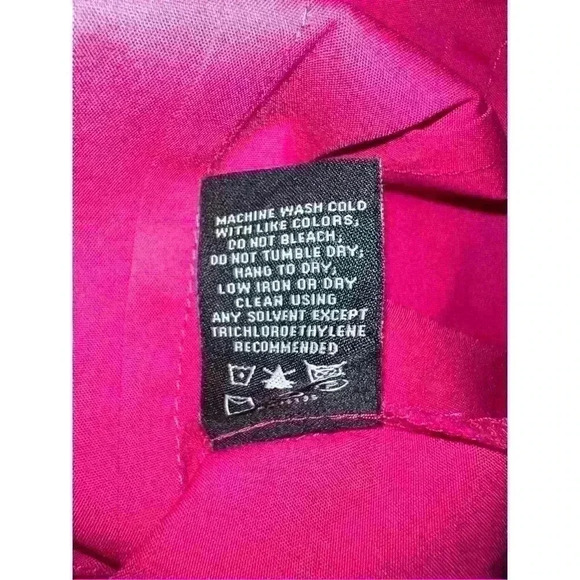 MACHINE WASH COLD
WITH LIKE COLORS;
DO NOT BLEACH;
DO NOT TUMBLE DRY;
HANG TO DRY;
LOW IRON OR DRY
CLEAN USING
ANY SOLVENT EXCEPT
TRICHLOROETHYLENE
RECOMMENDED